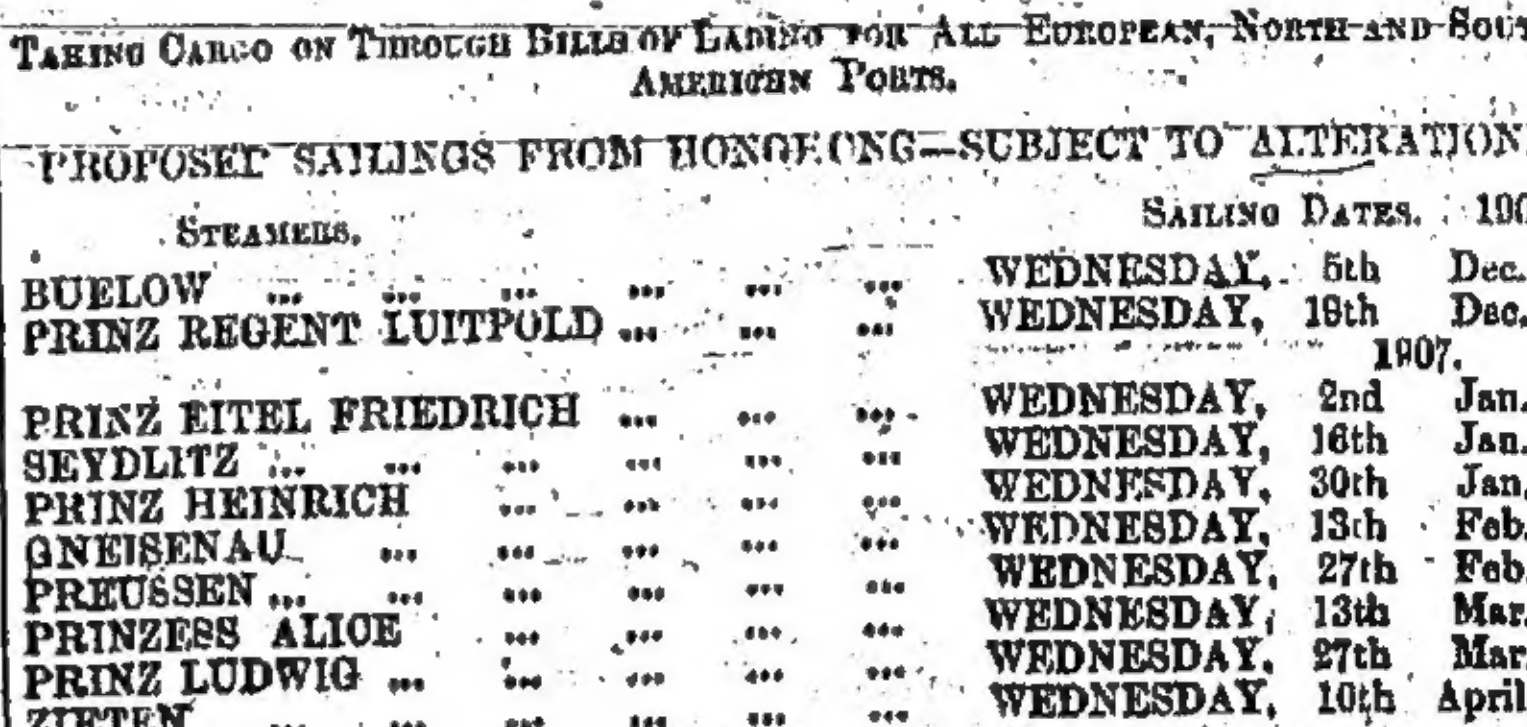 TAKING CARGO ON THROUGH BILLS OF LADING FOR ALL EUROPEAN, NORTH AND SOUT
AMERICAN PORTS.
PROPOSED SAILINGS FROM HONGKONG—SUBJECT TO ALTERATION
STEAMERS. SAILING DATES. 190
BUELOW ... ... ... ... ... ... WEDNESDAY, 5th Dec.
PRINZ REGENT LUITPOLD ... ... ... WEDNESDAY, 19th Dec.
1907.
PRINZ EITEL FRIEDRICH ... ... ... WEDNESDAY, 2nd Jan.
SEYDLITZ ... ... ... ... ... ... WEDNESDAY, 16th Jan.
PRINZ HEINRICH ... ... ... ... WEDNESDAY, 30th Jan.
GNEISENAU ... ... ... ... ... WEDNESDAY, 13th Feb.
PREUSSEN ... ... ... ... ... ... WEDNESDAY, 27th Feb.
PRINZESS ALICE ... ... ... ... WEDNESDAY, 13th Mar.
PRINZ LUDWIG ... ... ... ... ... WEDNESDAY, 27th Mar.
ZIETEN ... ... ... ... ... ... WEDNESDAY, 10th April